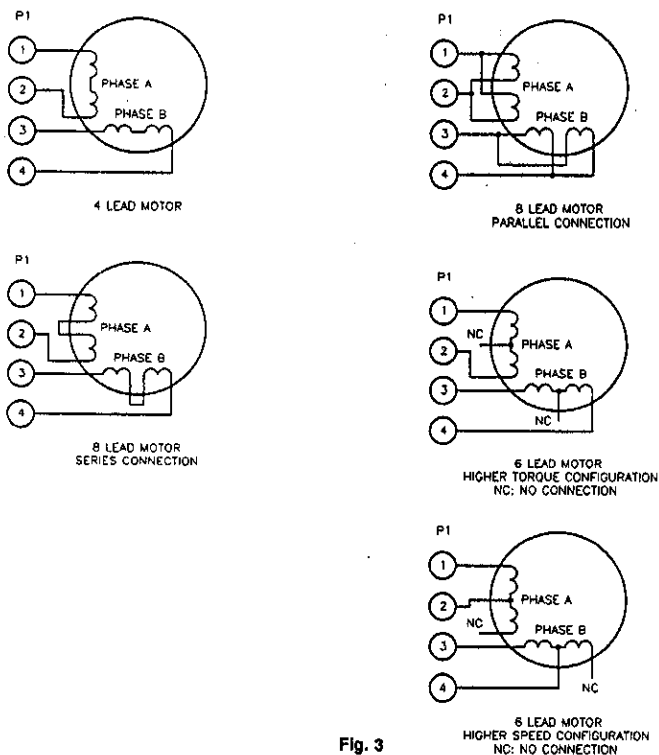 P1
1
2
3
4
PHASE A
PHASE B
4 LEAD MOTOR
P1
1
2
3
4
PHASE A
PHASE B
8 LEAD MOTOR
PARALLEL CONNECTION
P1
1
2
3
4
PHASE A
PHASE B
8 LEAD MOTOR
SERIES CONNECTION
P1
1
NC
2
3
4
PHASE A
PHASE B
NC
6 LEAD MOTOR
HIGHER TORQUE CONFIGURATION
NC: NO CONNECTION
P1
1
2
NC
3
4
PHASE A
PHASE B
NC
6 LEAD MOTOR
HIGHER SPEED CONFIGURATION
NC: NO CONNECTION
Fig. 3